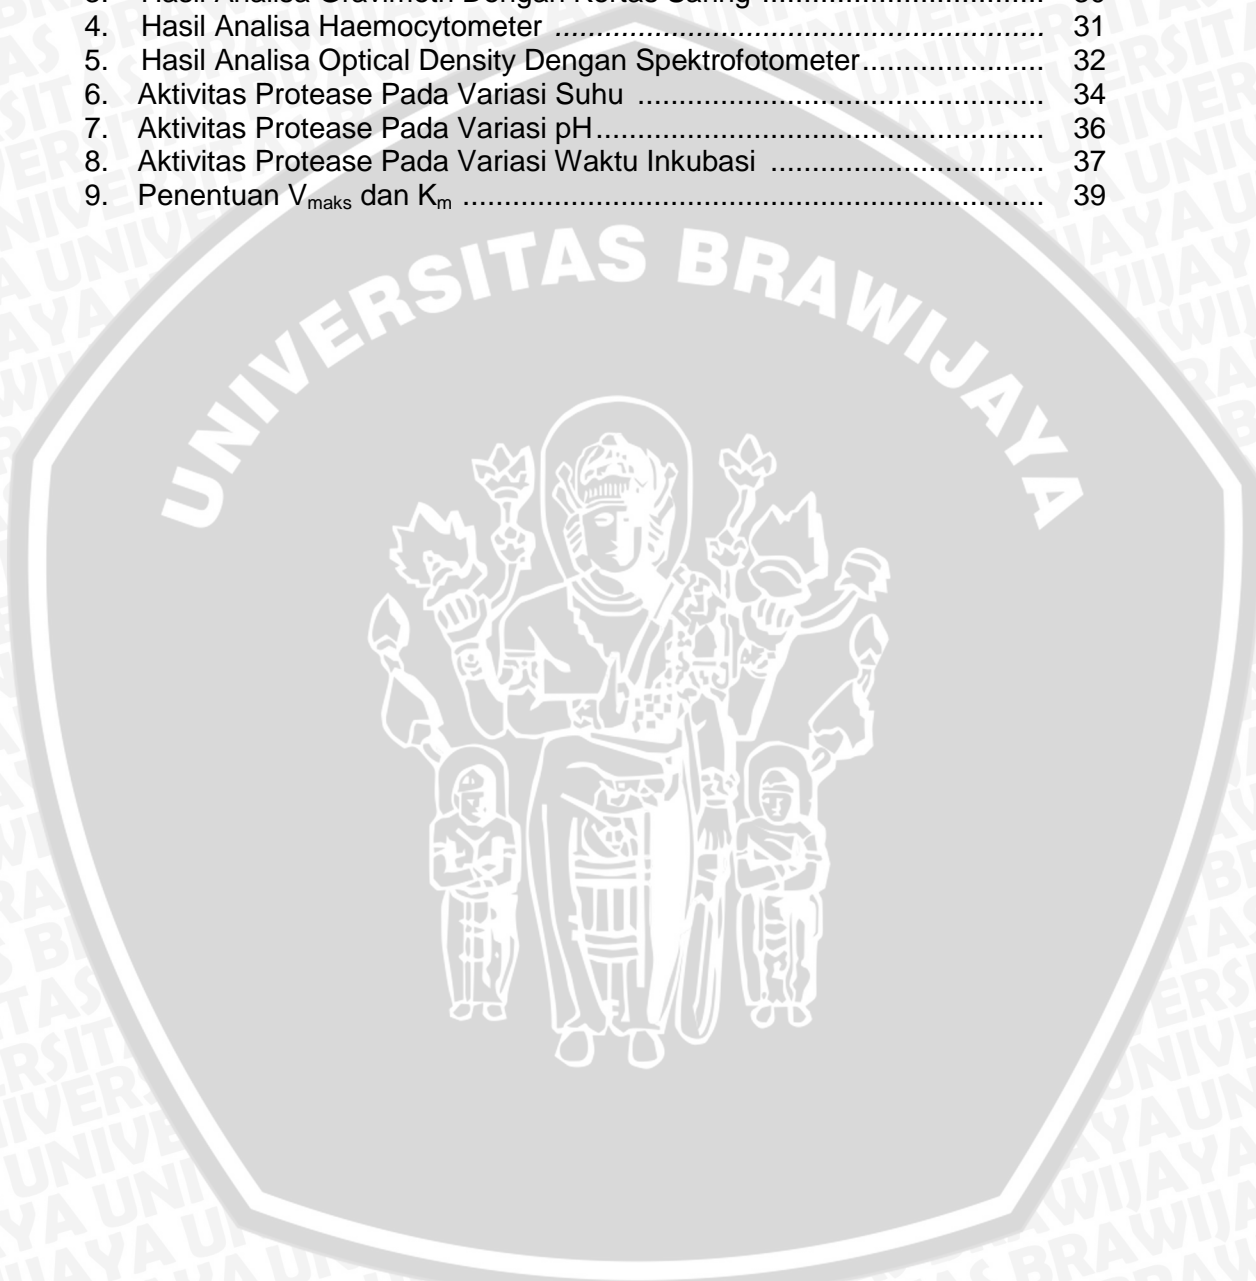 4. Hasil Analisa Haemocytometer ........................................................... 31
5. Hasil Analisa Optical Density Dengan Spektrofotometer...................... 32
6. Aktivitas Protease Pada Variasi Suhu ................................................. 34
7. Aktivitas Protease Pada Variasi pH...................................................... 36
8. Aktivitas Protease Pada Variasi Waktu Inkubasi ................................. 37
9. Penentuan Vmaks dan Km ...................................................................... 39
UNIVERSITAS BRAWIJAYA